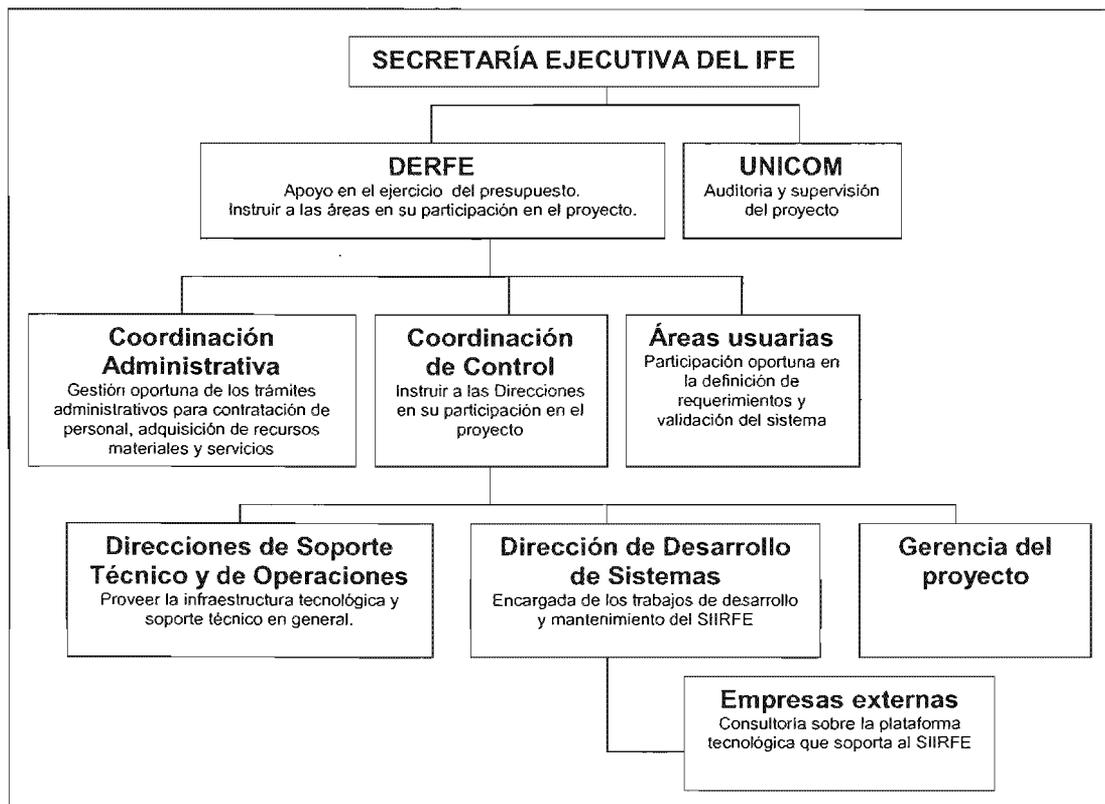 SECRETARÍA EJECUTIVA DEL IFE
DERFE
Apoyo en el ejercicio del presupuesto.
Instruir a las áreas en su participación en el proyecto.
UNICOM
Auditoria y supervisión
del proyecto
Coordinación
Administrativa
Gestión oportuna de los trámites
administrativos para contratación de
personal, adquisición de recursos
materiales y servicios
Coordinación
de Control
Instruir a las Direcciones
en su participación en el
proyecto
Áreas usuarias
Participación oportuna en
la definición de
requerimientos y
validación del sistema
Direcciones de Soporte
Técnico y de Operaciones
Proveer la infraestructura tecnológica y
soporte técnico en general.
Dirección de Desarrollo
de Sistemas
Encargada de los trabajos de desarrollo
y mantenimiento del SIIRFE
Gerencia del
proyecto
Empresas externas
Consultoría sobre la plataforma
tecnológica que soporta al SIIRFE